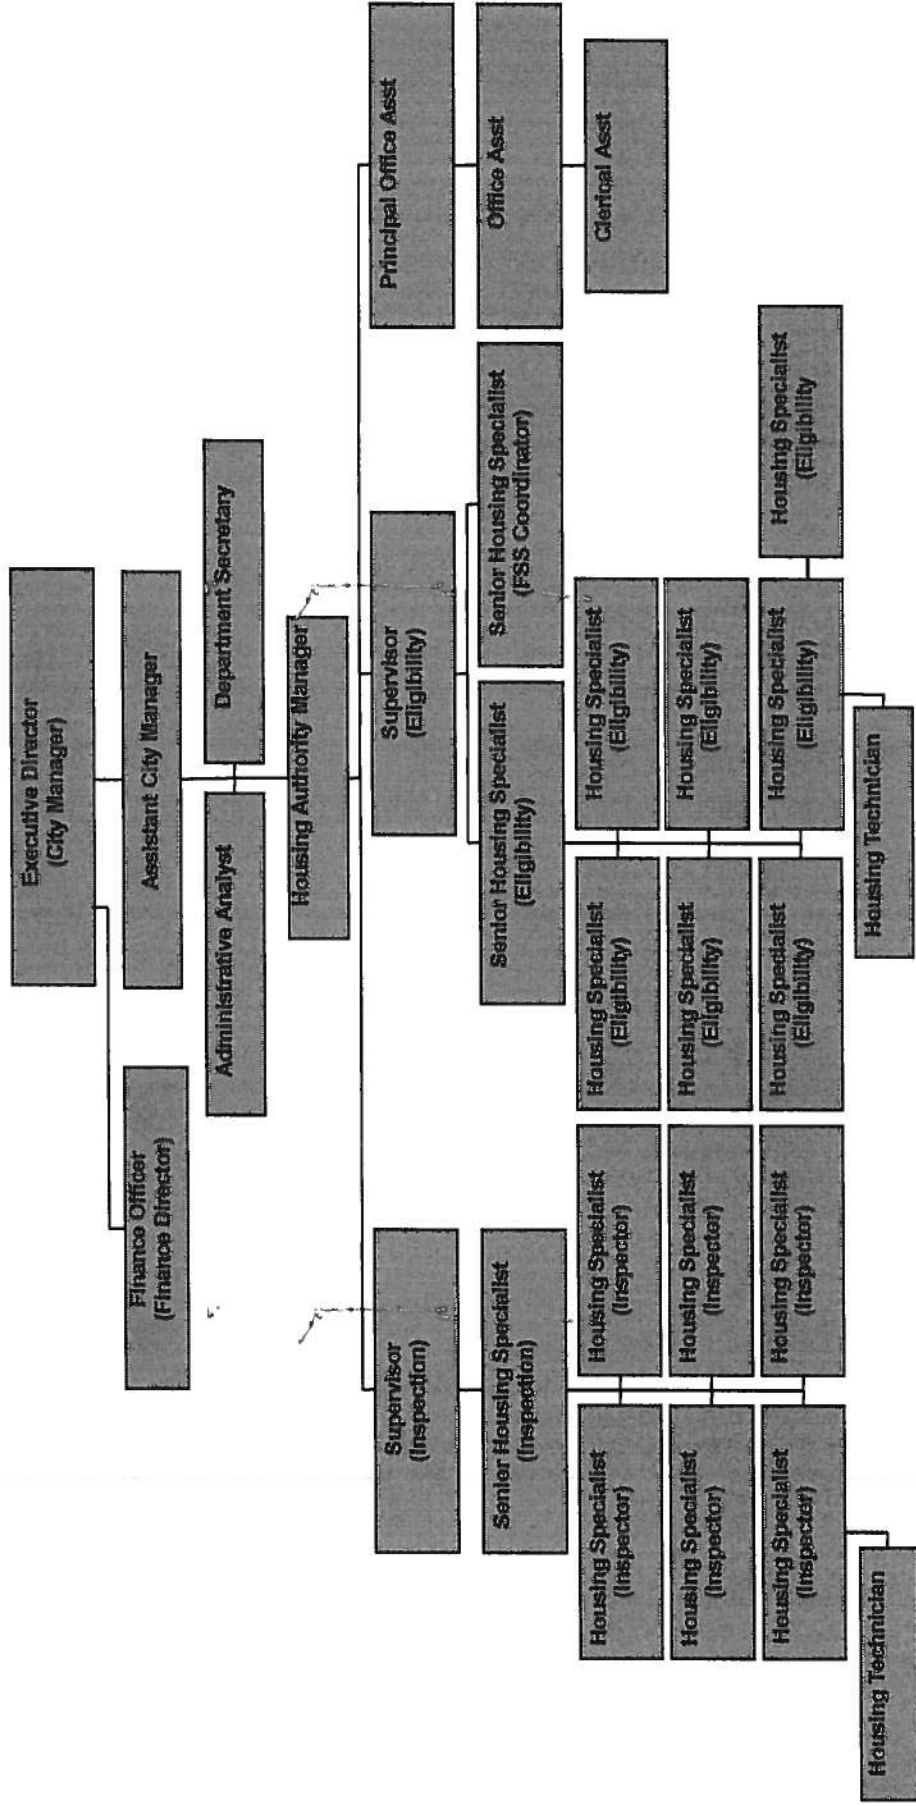 Executive Director
(City Manager)
Finance Officer
(Finance Director)
Assistant City Manager
Administrative Analyst
Department Secretary
Housing Authority Manager
Supervisor
(Inspection)
Supervisor
(Eligibility)
Principal Office Asst
Senior Housing Specialist
(Inspection)
Senior Housing Specialist
(Eligibility)
Senior Housing Specialist
(FSS Coordinator)
Office Asst
Housing Specialist
(Inspector)
Housing Specialist
(Inspector)
Housing Specialist
(Eligibility)
Housing Specialist
(Eligibility)
Clerical Asst
Housing Specialist
(Inspector)
Housing Specialist
(Inspector)
Housing Specialist
(Eligibility)
Housing Specialist
(Eligibility)
Housing Specialist
(Inspector)
Housing Specialist
(Inspector)
Housing Specialist
(Eligibility)
Housing Specialist
(Eligibility)
Housing Specialist
(Eligibility)
Housing Technician
Housing Technician